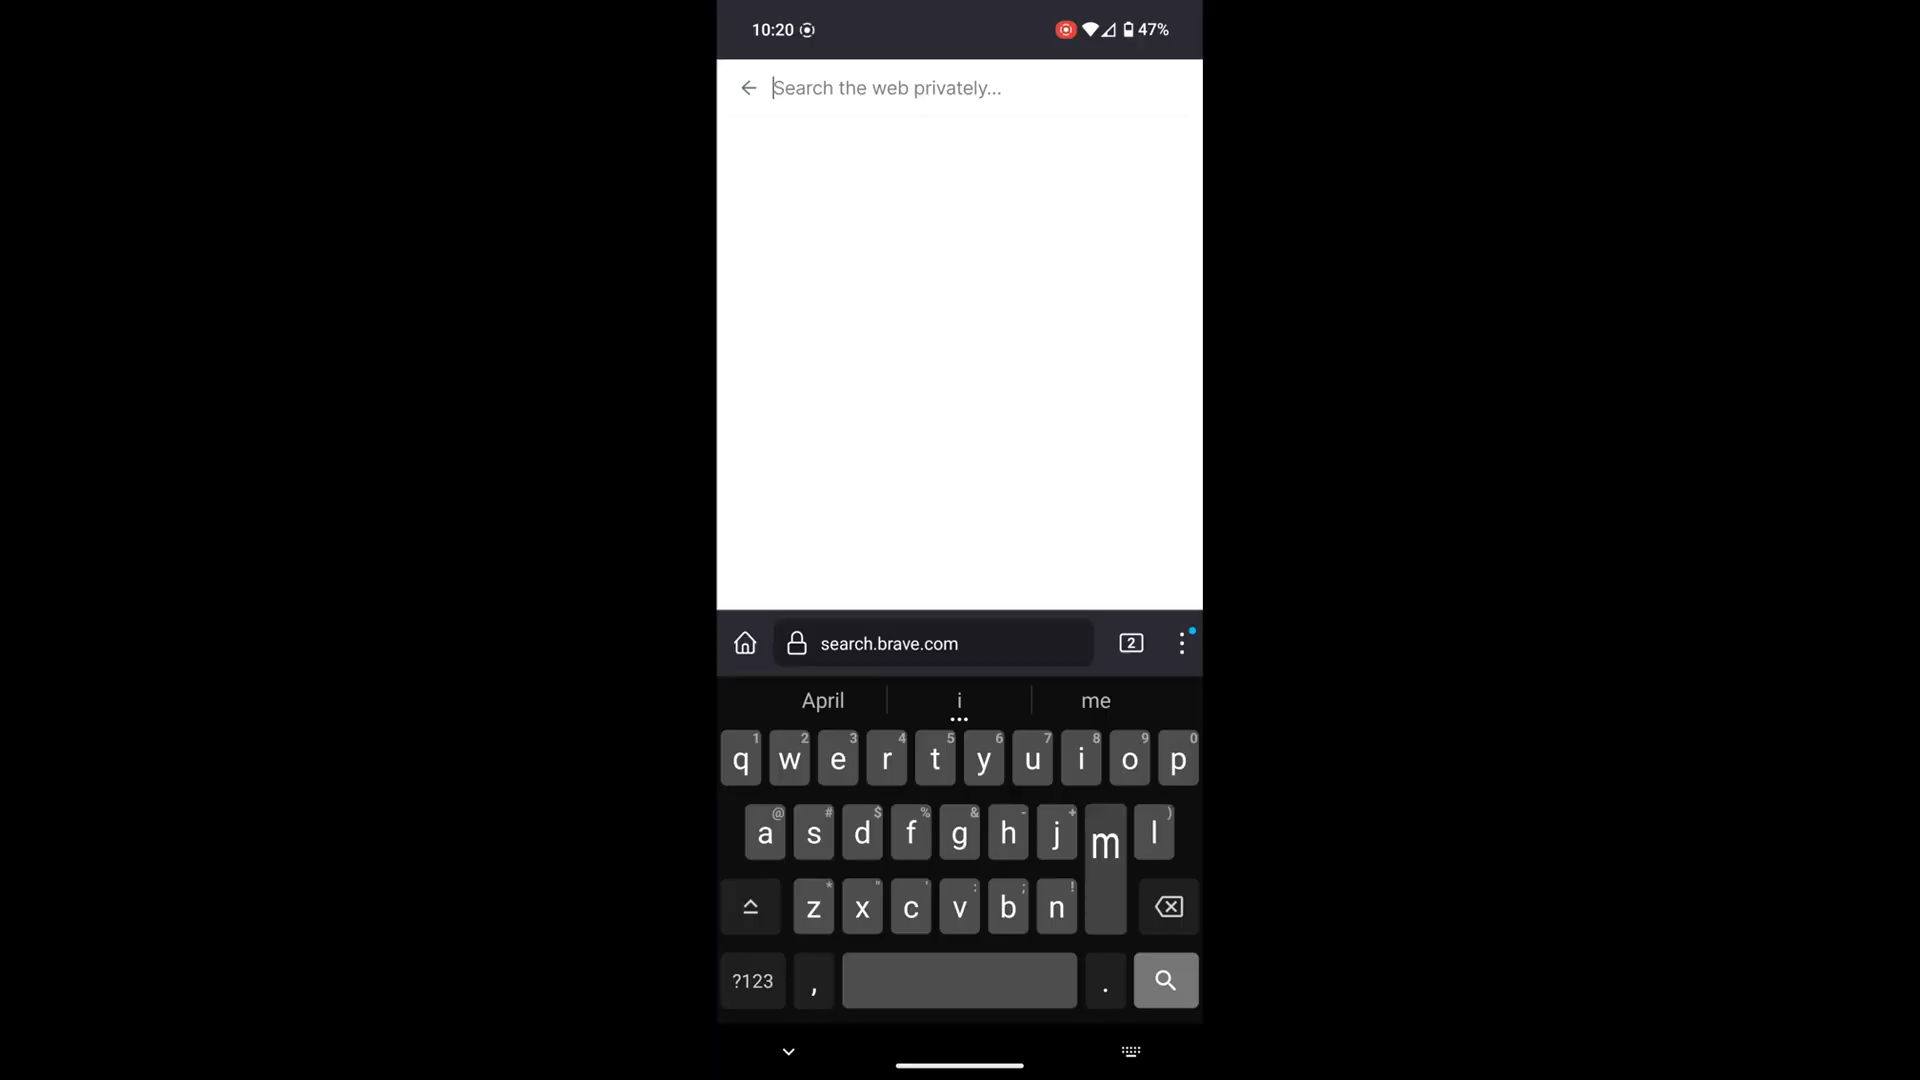 10:20 47%
Search the web privately...
search.brave.com 2
April i me
1 2 3 4 5 6 7 8 9 0
q w e r t y u i o p
@ # $ % & - + )
a s d f g h j m l
* " ' : ; !
z x c v b n
?123 , .